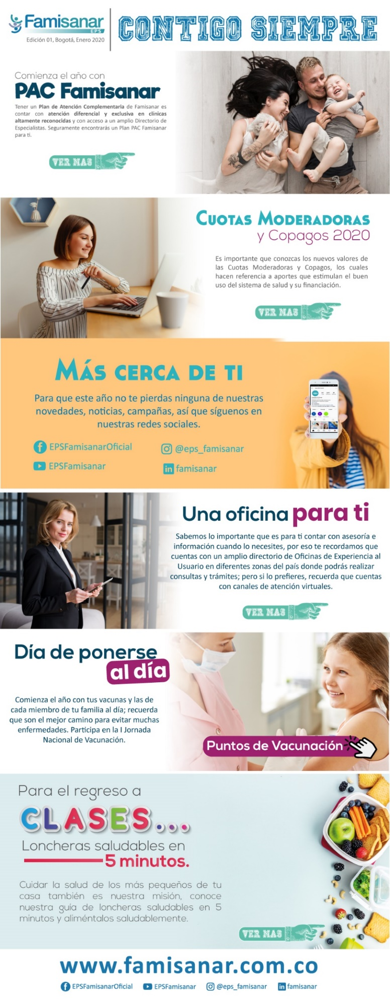 Famisanar
EPS
Edición 01, Bogotá, Enero 2020
CONTIGO SIEMPRE
Comienza el año con
PAC Famisanar
Tener un Plan de Atención Complementaria de Famisanar es
contar con atención diferencial y exclusiva en clínicas
altamente reconocidas y con acceso a un amplio Directorio de
Especialistas. Seguramente encontrarás un Plan PAC Famisanar
para ti.
VER MAS
CUOTAS MODERADORAS
y Copagos 2020
Es importante que conozcas los nuevos valores de
las Cuotas Moderadoras y Copagos, los cuales
hacen referencia a aportes que estimulan el buen
uso del sistema de salud y su financiación.
VER MAS
MÁS CERCA DE TI
Para que este año no te pierdas ninguna de nuestras
novedades, noticias, campañas, así que síguenos en
nuestras redes sociales.
EPSFamisanarOficial
@eps_famisanar
EPSFamisanar
famisanar
Una oficina para ti
Sabemos lo importante que es para ti contar con asesoría e
información cuando lo necesites, por eso te recordamos que
cuentas con un amplio directorio de Oficinas de Experiencia al
Usuario en diferentes zonas del país donde podrás realizar
consultas y trámites; pero si lo prefieres, recuerda que cuentas
con canales de atención virtuales.
VER MAS
Día de ponerse
al día
Comienza el año con tus vacunas y las de
cada miembro de tu familia al día; recuerda
que son el mejor camino para evitar muchas
enfermedades. Participa en la I Jornada
Nacional de Vacunación.
Puntos de Vacunación
Para el regreso a
CLASES...
Loncheras saludables en
5 minutos.
Cuidar la salud de los más pequeños de tu
casa también es nuestra misión, conoce
nuestra guía de loncheras saludables en 5
minutos y aliméntalos saludablemente.
VER MAS
www.famisanar.com.co
EPSFamisanarOficial EPSFamisanar @eps_famisanar famisanar